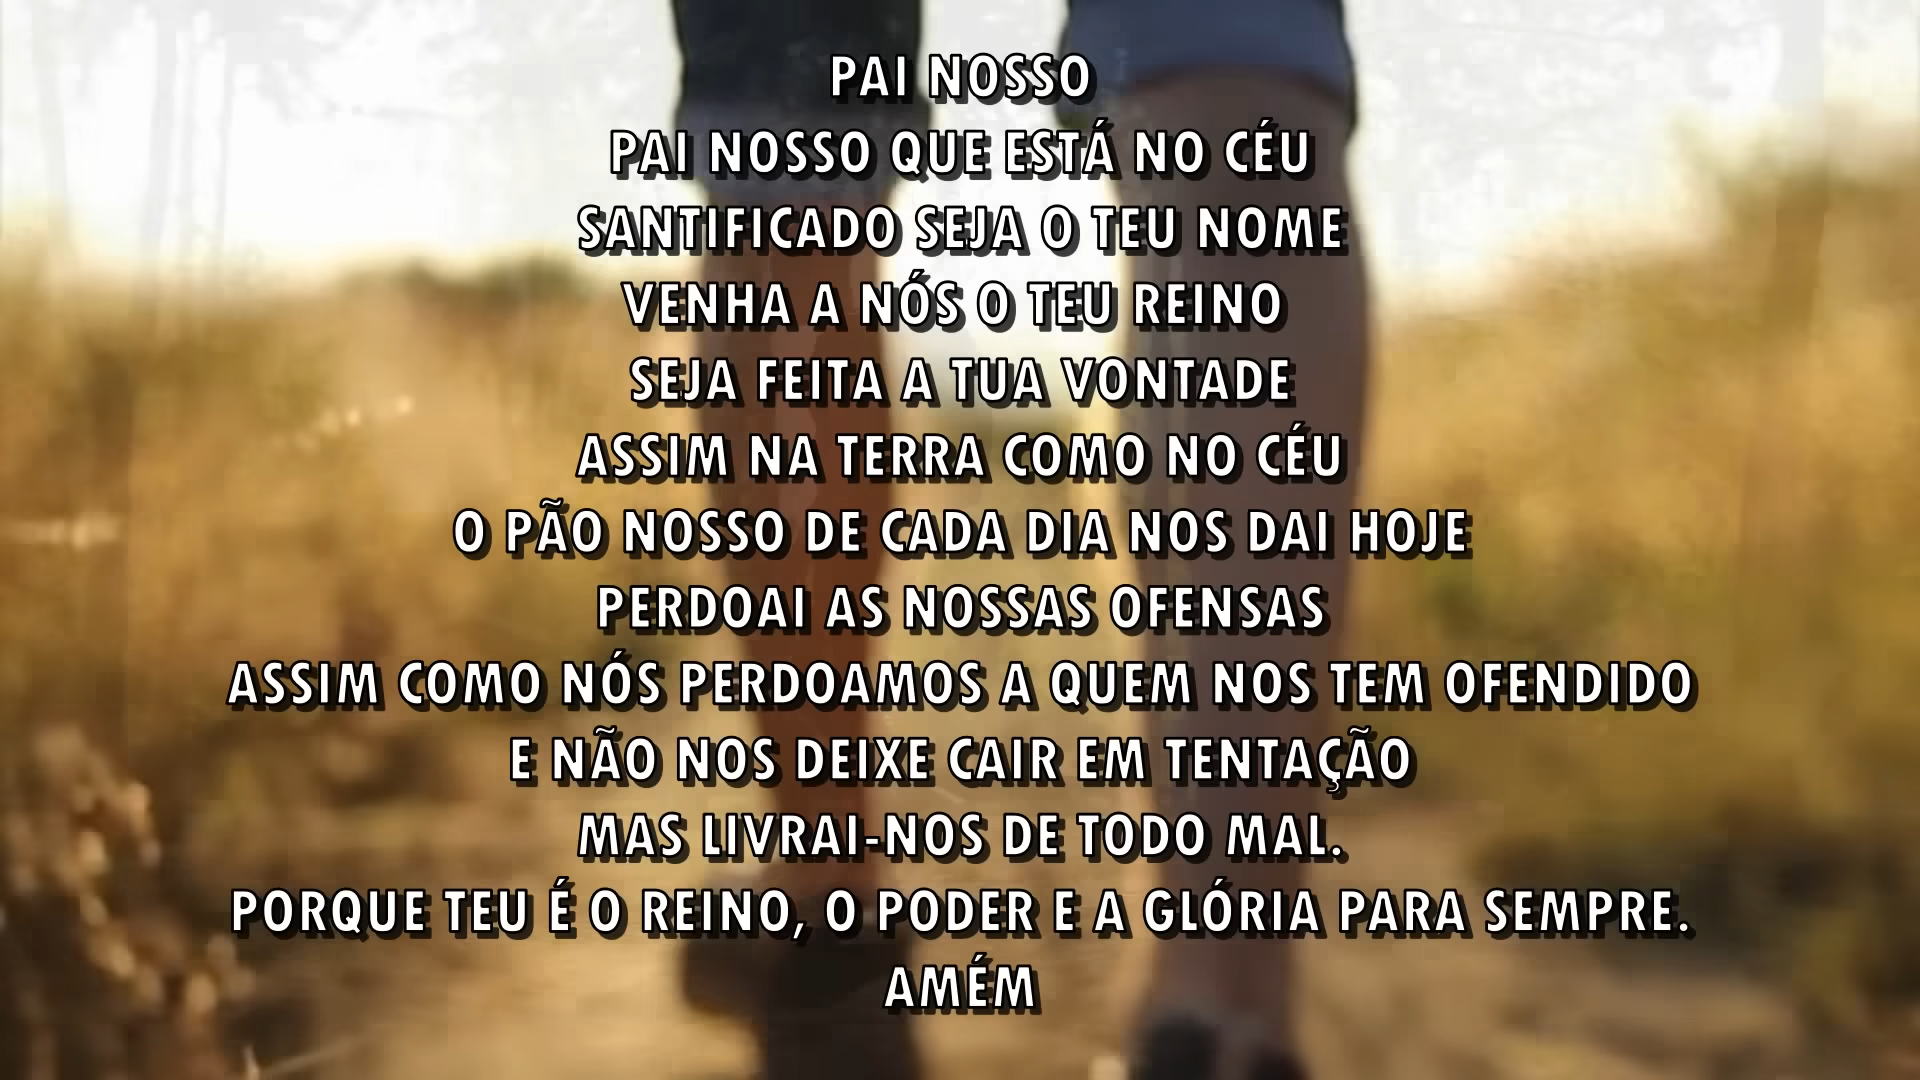 PAI NOSSO
PAI NOSSO QUE ESTÁ NO CÉU
SANTIFICADO SEJA O TEU NOME
VENHA A NÓS O TEU REINO
SEJA FEITA A TUA VONTADE
ASSIM NA TERRA COMO NO CÉU
O PÃO NOSSO DE CADA DIA NOS DAI HOJE
PERDOAI AS NOSSAS OFENSAS
ASSIM COMO NÓS PERDOAMOS A QUEM NOS TEM OFENDIDO
E NÃO NOS DEIXE CAIR EM TENTAÇÃO
MAS LIVRAI-NOS DE TODO MAL.
PORQUE TEU É O REINO, O PODER E A GLÓRIA PARA SEMPRE.
AMÉM